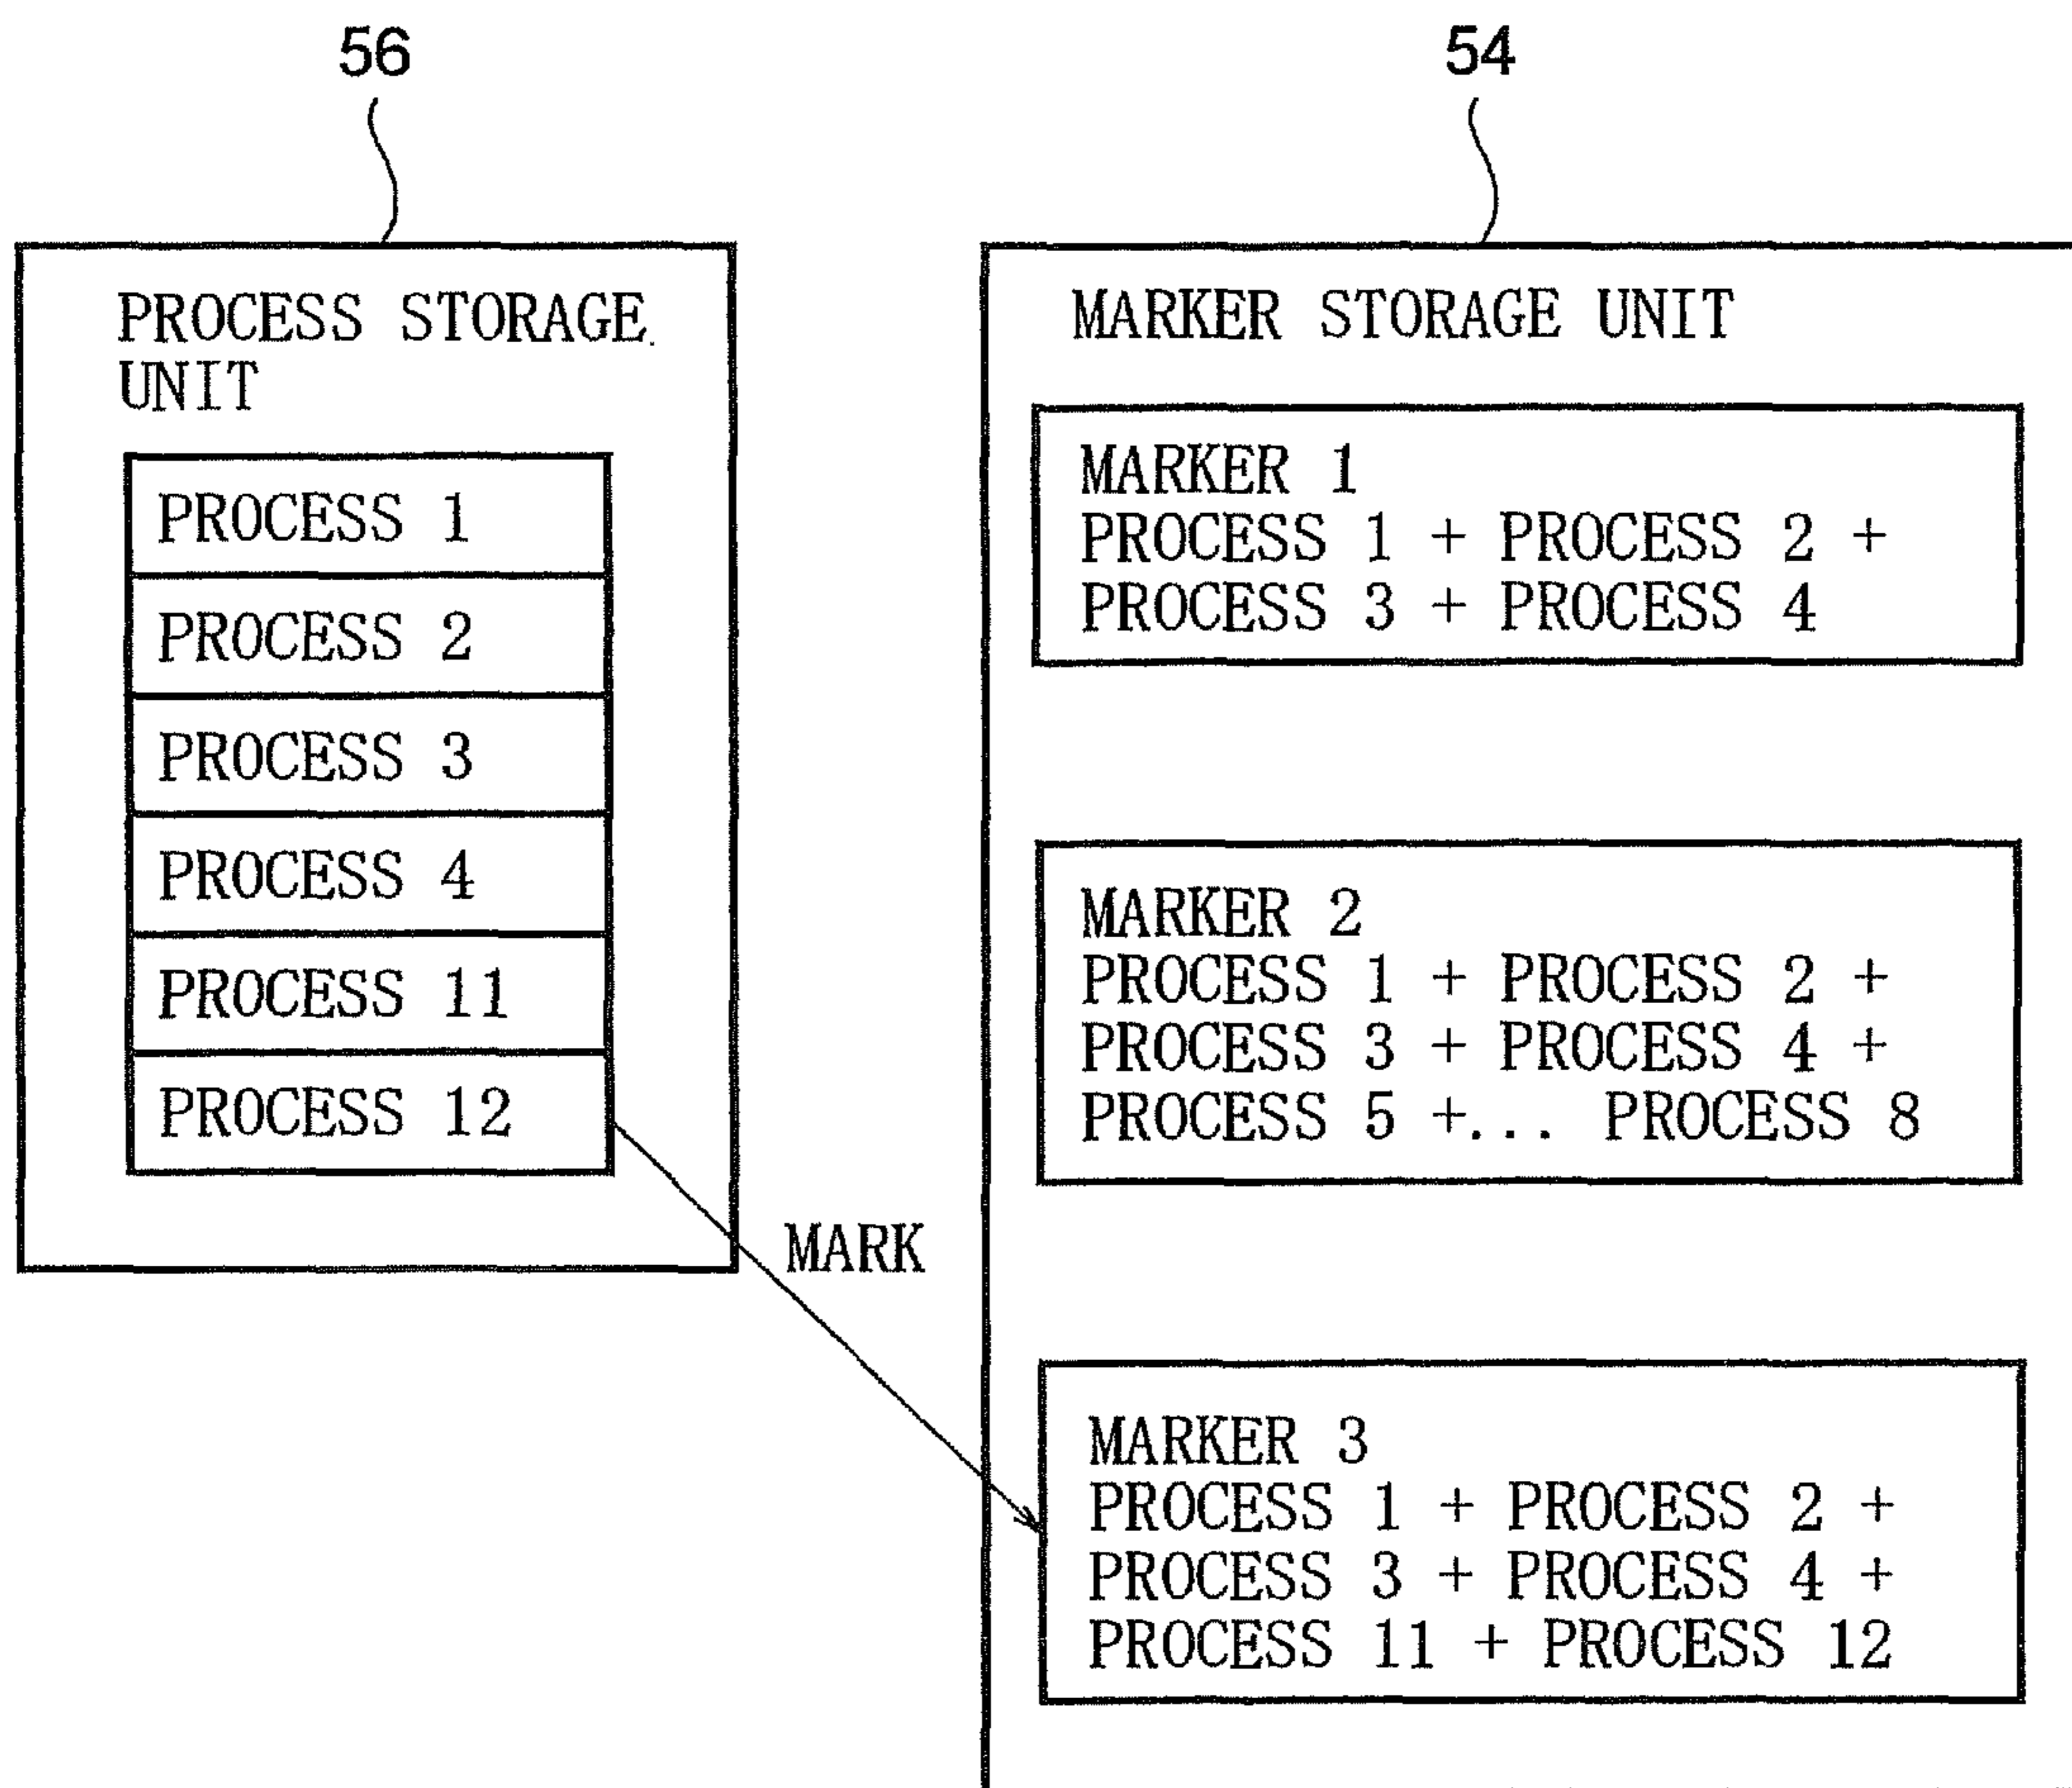 56
54
PROCESS STORAGE
UNIT
PROCESS 1
PROCESS 2
PROCESS 3
PROCESS 4
PROCESS 11
PROCESS 12
MARK
MARKER STORAGE UNIT
MARKER 1
PROCESS 1 + PROCESS 2 +
PROCESS 3 + PROCESS 4
MARKER 2
PROCESS 1 + PROCESS 2 +
PROCESS 3 + PROCESS 4 +
PROCESS 5 +... PROCESS 8
MARKER 3
PROCESS 1 + PROCESS 2 +
PROCESS 3 + PROCESS 4 +
PROCESS 11 + PROCESS 12